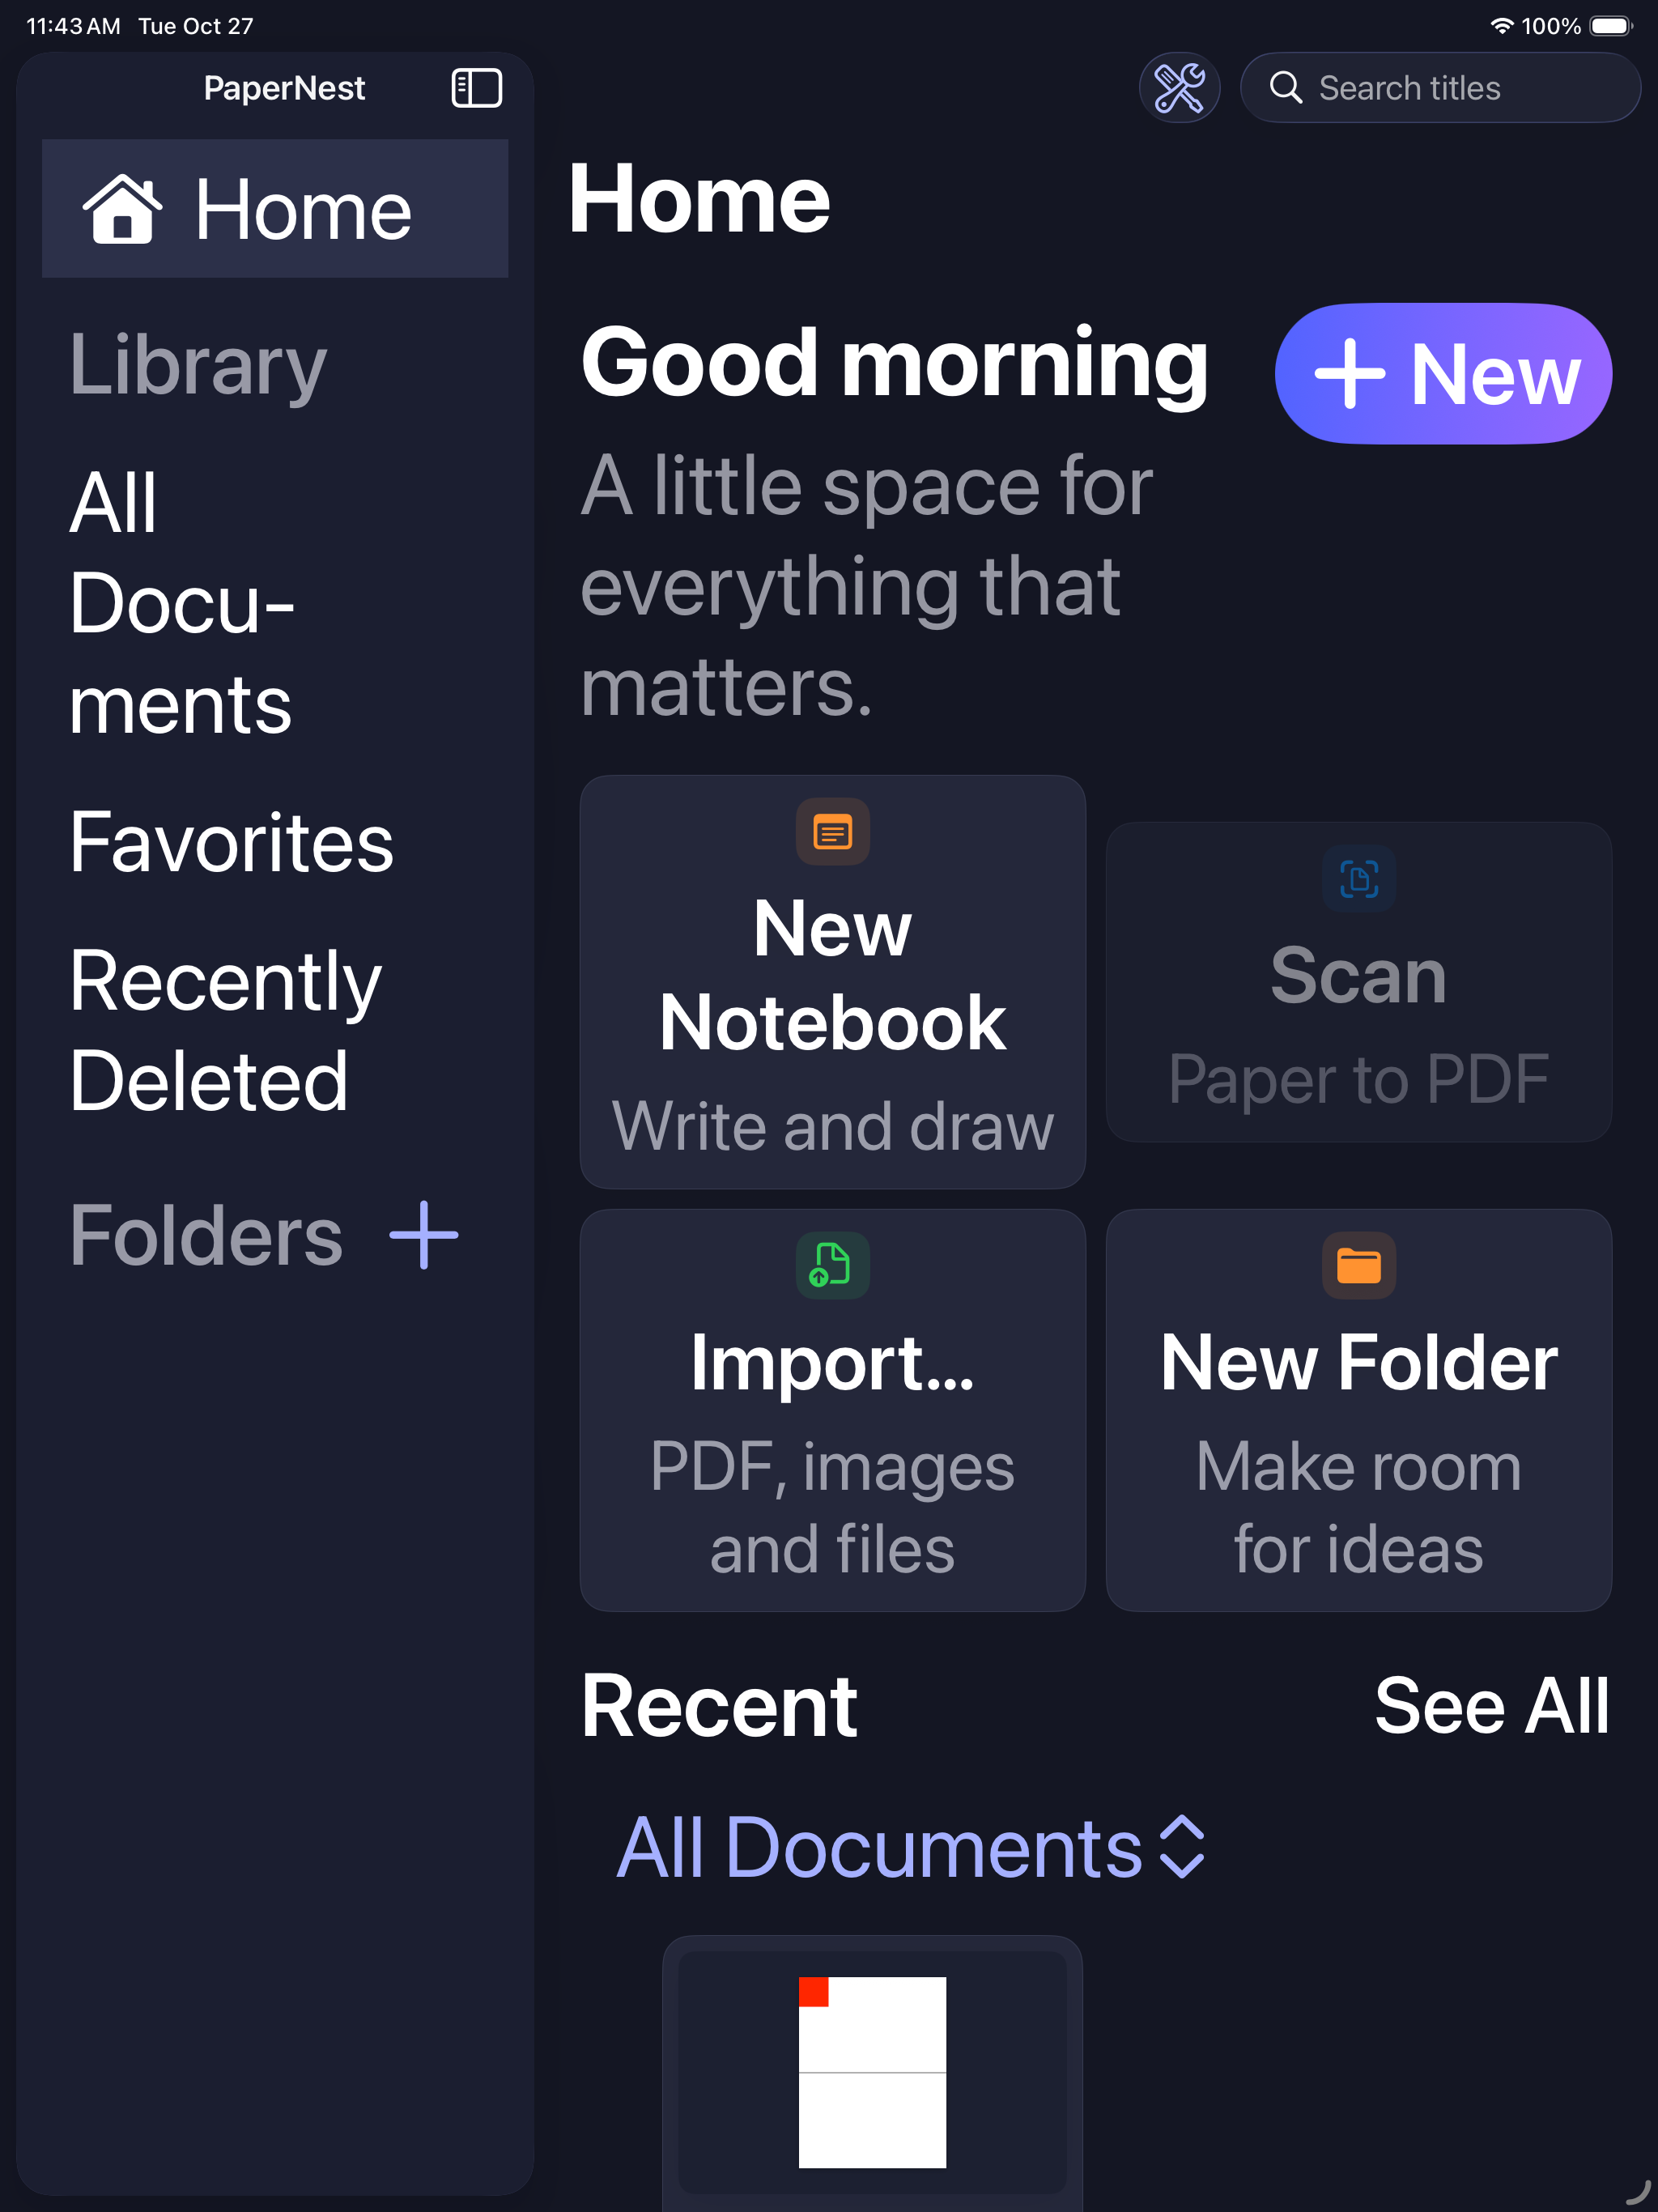 11:43 AM Tue Oct 27
100%
PaperNest
Search titles
Home
Library
All
Docu-
ments
Favorites
Recently
Deleted
Folders
Home
Good morning
New
A little space for
everything that
matters.
New
Notebook
Write and draw
Scan
Paper to PDF
Import...
PDF, images
and files
New Folder
Make room
for ideas
Recent
See All
All Documents